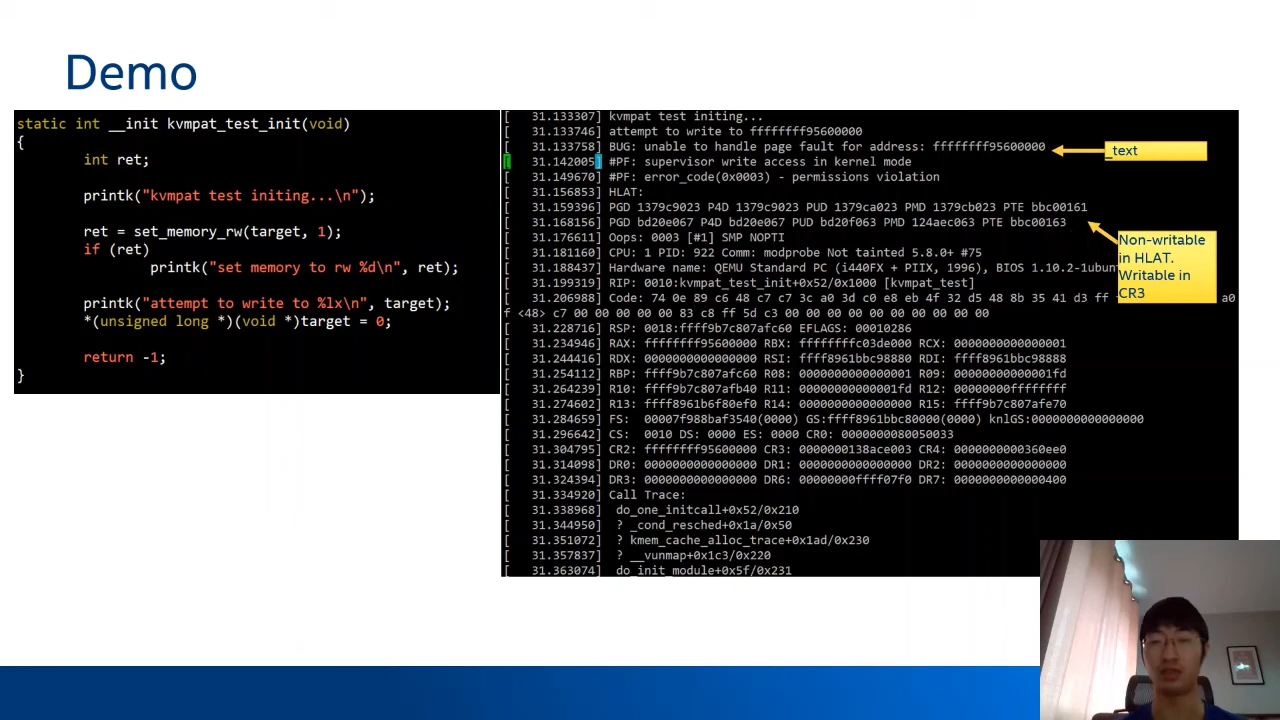 Demo
static int __init kvmpat_test_init(void)
{
int ret;
printk("kvmpat test initing...\n");
ret = set_memory_rw(target, 1);
if (ret)
printk("set memory to rw %d\n", ret);
printk("attempt to write to %lx\n", target);
*(unsigned long *)(void *)target = 0;
return -1;
}
[   31.133307] kvmpat test initing...
[   31.133746] attempt to write to ffffffff95600000
[   31.133758] BUG: unable to handle page fault for address: ffffffff95600000
[   31.142005] #PF: supervisor write access in kernel mode
[   31.149670] #PF: error_code(0x0003) - permissions violation
[   31.156853] HLAT:
[   31.159396] PGD 1379c9023 P4D 1379c9023 PUD 1379ca023 PMD 1379cb023 PTE bbc00161
[   31.168156] PGD bd20e067 P4D bd20e067 PUD bd20f063 PMD 124aec063 PTE bbc00163
[   31.176611] Oops: 0003 [#1] SMP NOPTI
[   31.181160] CPU: 1 PID: 922 Comm: modprobe Not tainted 5.8.0+ #75
[   31.188437] Hardware name: QEMU Standard PC (i440FX + PIIX, 1996), BIOS 1.10.2-1ubun
[   31.199319] RIP: 0010:kvmpat_test_init+0x52/0x1000 [kvmpat_test]
[   31.206988] Code: 74 0e 89 c6 48 c7 c7 3c a0 3d c0 e8 eb 4f 32 d5 48 8b 35 41 d3 ff a0
f <48> c7 00 00 00 00 00 83 c8 ff 5d c3 00 00 00 00 00 00 00 00 00
[   31.228716] RSP: 0018:ffff9b7c807afc60 EFLAGS: 00010286
[   31.234946] RAX: ffffffff95600000 RBX: ffffffffc03de000 RCX: 0000000000000001
[   31.244416] RDX: 0000000000000000 RSI: ffff8961bbc98880 RDI: ffff8961bbc98888
[   31.254112] RBP: ffff9b7c807afc60 R08: 0000000000000001 R09: 00000000000001fd
[   31.264239] R10: ffff9b7c807afb40 R11: 00000000000001fd R12: 00000000ffffffff
[   31.274602] R13: ffff8961b6f80ef0 R14: 0000000000000000 R15: ffff9b7c807afe70
[   31.284659] FS:  00007f988baf3540(0000) GS:ffff8961bbc80000(0000) knlGS:0000000000000000
[   31.296642] CS:  0010 DS: 0000 ES: 0000 CR0: 0000000080050033
[   31.304795] CR2: ffffffff95600000 CR3: 0000000138ace003 CR4: 0000000000360ee0
[   31.314098] DR0: 0000000000000000 DR1: 0000000000000000 DR2: 0000000000000000
[   31.324394] DR3: 0000000000000000 DR6: 00000000ffff07f0 DR7: 0000000000000400
[   31.334920] Call Trace:
[   31.338968]  do_one_initcall+0x52/0x210
[   31.344950]  ? _cond_resched+0x1a/0x50
[   31.351072]  ? kmem_cache_alloc_trace+0x1ad/0x230
[   31.357837]  ? __vunmap+0x1c3/0x220
[   31.363074]  do_init_module+0x5f/0x231
_text
Non-writable
in HLAT.
Writable in
CR3